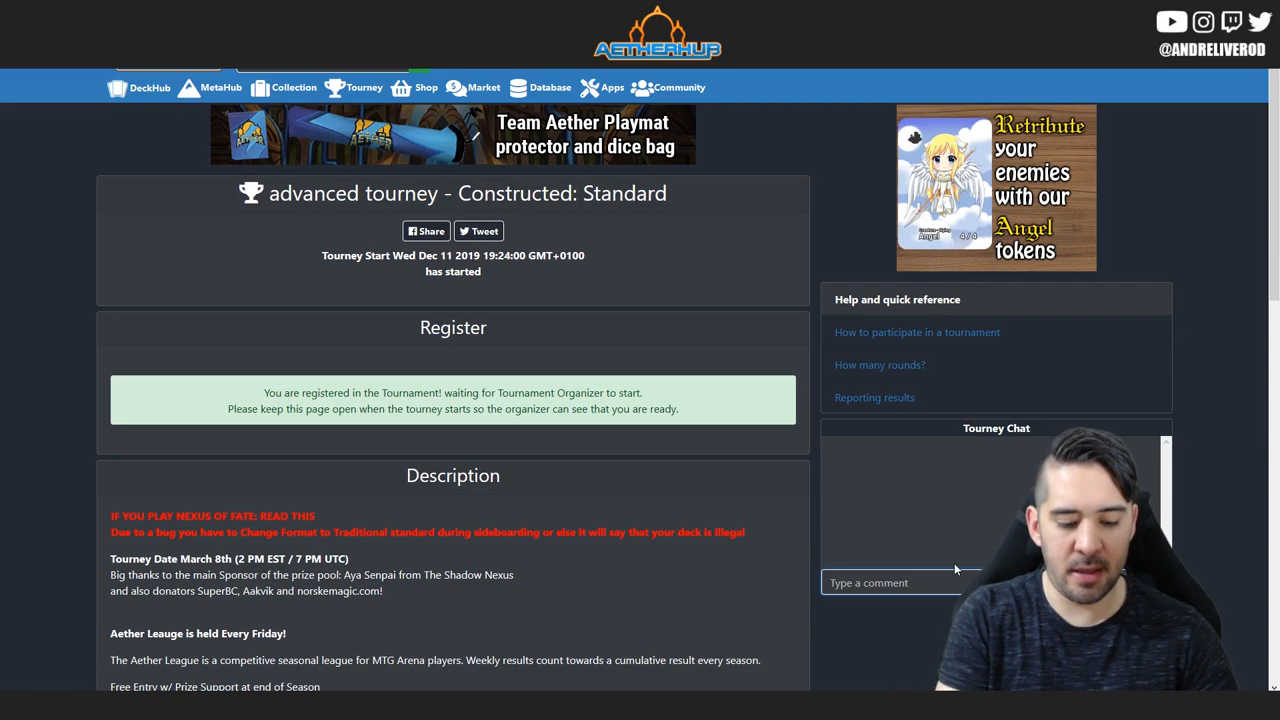 AETHERHUB
@ANDRELIVEROD
DeckHub MetaHub Collection Tourney Shop Market Database Apps Community
Team Aether Playmat
protector and dice bag
AETHER
Retribute
your
enemies
with our
Angel
tokens
Angel 4/4
advanced tourney - Constructed: Standard
Share Tweet
Tourney Start Wed Dec 11 2019 19:24:00 GMT+0100
has started
Register
You are registered in the Tournament! waiting for Tournament Organizer to start.
Please keep this page open when the tourney starts so the organizer can see that you are ready.
Description
IF YOU PLAY NEXUS OF FATE: READ THIS
Due to a bug you have to Change Format to Traditional standard during sideboarding or else it will say that your deck is illegal
Tourney Date March 8th (2 PM EST / 7 PM UTC)
Big thanks to the main Sponsor of the prize pool: Aya Senpai from The Shadow Nexus
and also donators SuperBC, Aakvik and norskemagic.com!
Aether Leauge is held Every Friday!
The Aether League is a competitive seasonal league for MTG Arena players. Weekly results count towards a cumulative result every season.
Free Entry w/ Prize Support at end of Season
Help and quick reference
How to participate in a tournament
How many rounds?
Reporting results
Tourney Chat
Type a comment